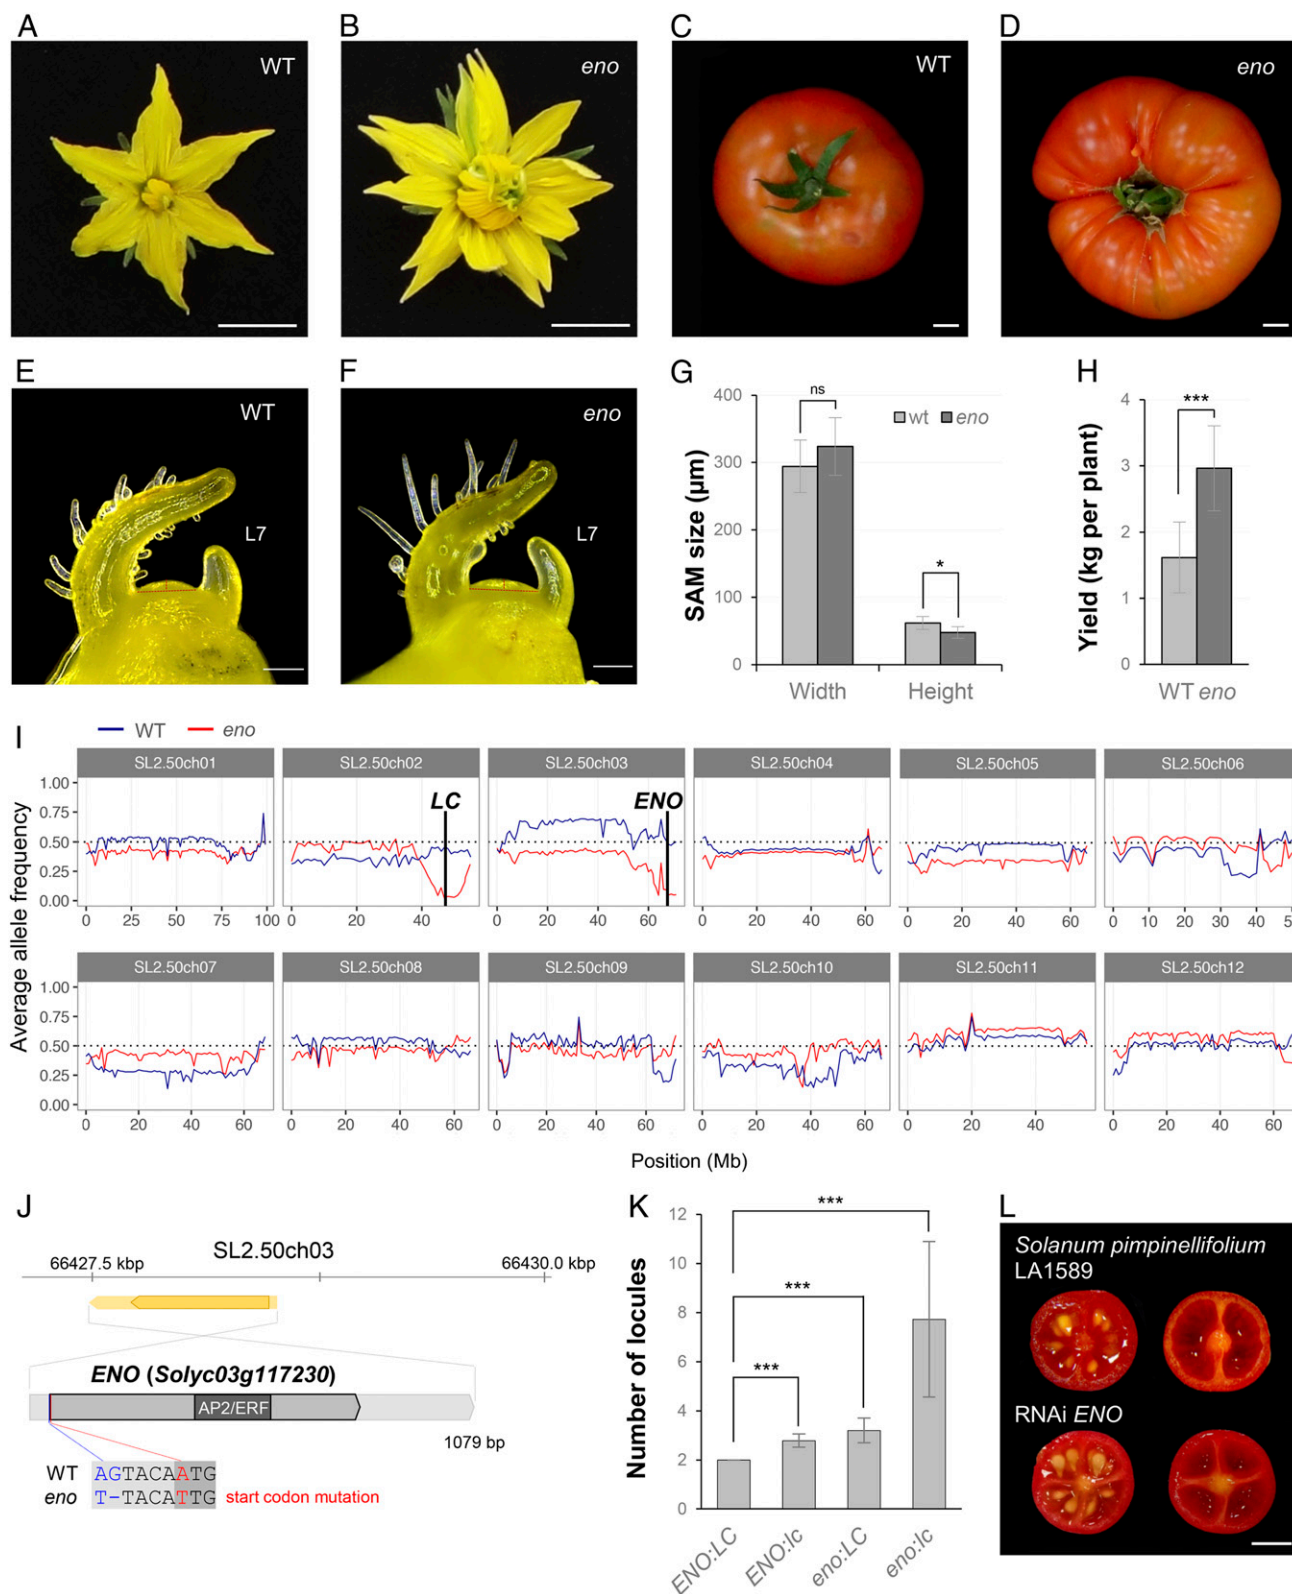 A
B
C
D
WT
eno
WT
eno
E
F
G
H
WT
L7
eno
L7
SAM size (µm)
400
300
200
100
0
ns
*
wt
eno
Width
Height
Yield (kg per plant)
4
3
2
1
0
***
WT eno
I
WT
eno
Average allele frequency
SL2.50ch01
SL2.50ch02
SL2.50ch03
SL2.50ch04
SL2.50ch05
SL2.50ch06
1.00
0.75
0.50
0.25
0.00
LC
ENO
0 25 50 75 100
0 20 40 60
0 20 40 60
0 20 40 60
0 20 40 60
0 10 20 30 40
SL2.50ch07
SL2.50ch08
SL2.50ch09
SL2.50ch10
SL2.50ch11
SL2.50ch12
1.00
0.75
0.50
0.25
0.00
0 20 40 60
0 20 40 60
0 20 40 60
0 20 40 60
0 20 40 60
0 20 40 60
Position (Mb)
J
SL2.50ch03
66427.5 kbp
66430.0 kbp
ENO (Solyc03g117230)
AP2/ERF
1079 bp
WT AGTACAATG
eno T-TACATTG start codon mutation
K
Number of locules
12
10
8
6
4
2
0
***
***
***
ENO:LC
ENO:lc
eno:LC
eno:lc
L
Solanum pimpinellifolium
LA1589
RNAi ENO